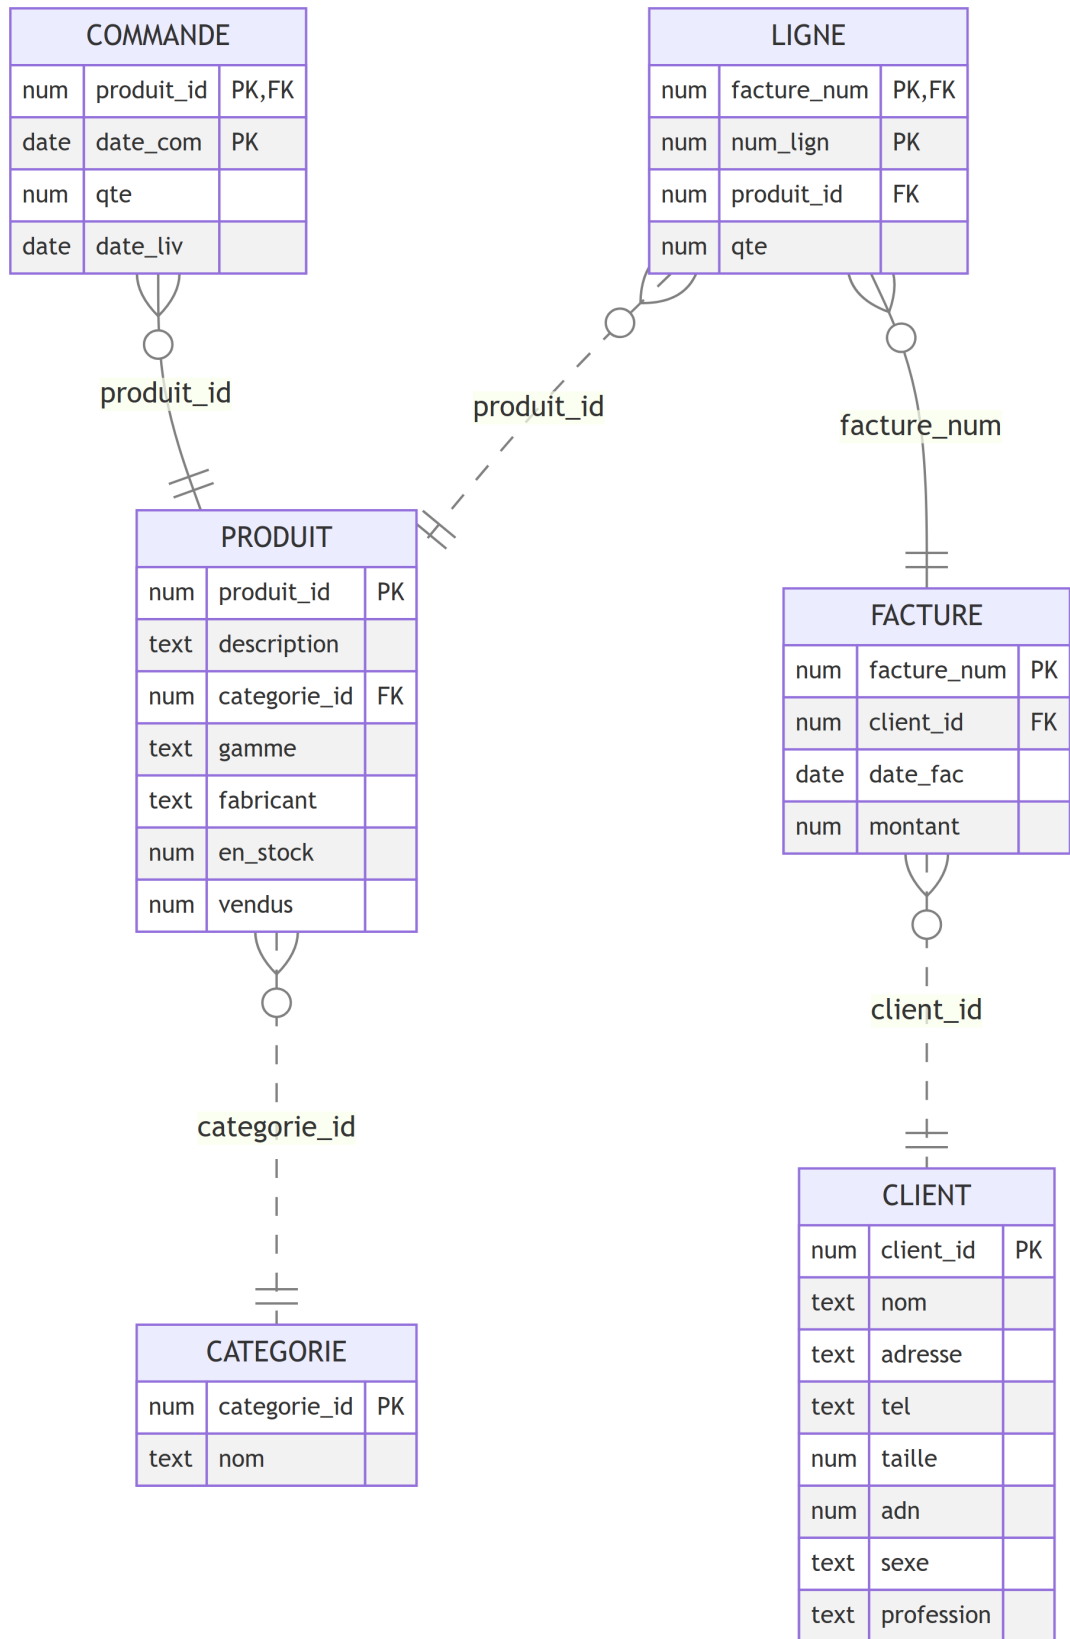 COMMANDE
num produit_id PK,FK
date date_com PK
num qte
date date_liv
LIGNE
num facture_num PK,FK
num num_lign PK
num produit_id FK
num qte
produit_id
produit_id
facture_num
PRODUIT
num produit_id PK
text description
num categorie_id FK
text gamme
text fabricant
num en_stock
num vendus
FACTURE
num facture_num PK
num client_id FK
date date_fac
num montant
client_id
categorie_id
CLIENT
num client_id PK
text nom
text adresse
text tel
num taille
num adn
text sexe
text profession
CATEGORIE
num categorie_id PK
text nom